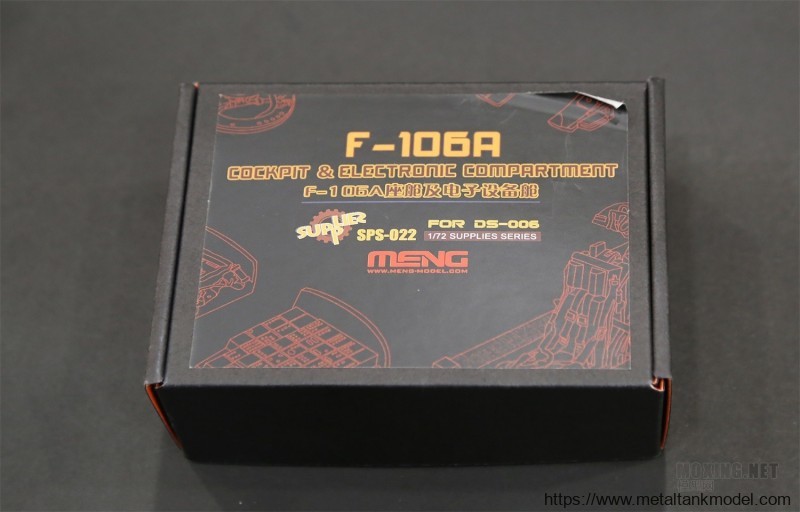 F-106A
COCKPIT & ELECTRONIC COMPARTMENT
F-106A座舱及电子设备舱
SUPPLIES SPS-022 FOR DS-006
1/72 SUPPLIES SERIES
MENG
WWW.MENG-MODEL.COM
MOXING.NET
https://www.metaltankmodel.com